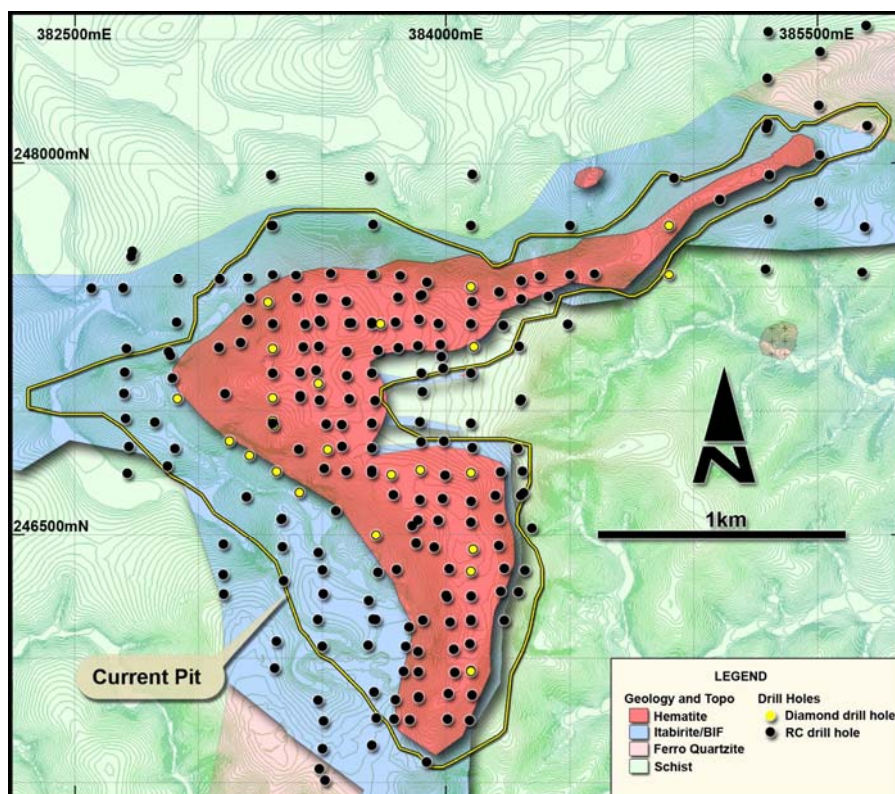 382500mE 384000mE 385500mE
248000mN
246500mN
N
1km
Current Pit
LEGEND
Geology and Topo Drill Holes
Hematite Diamond drill hole
Itabirite/BIF RC drill hole
Ferro Quartzite
Schist